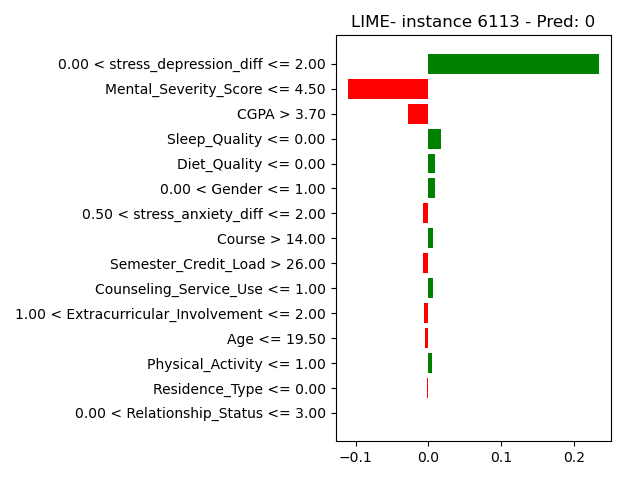 LIME- instance 6113 - Pred: 0
0.00 < stress_depression_diff <= 2.00
Mental_Severity_Score <= 4.50
CGPA > 3.70
Sleep_Quality <= 0.00
Diet_Quality <= 0.00
0.00 < Gender <= 1.00
0.50 < stress_anxiety_diff <= 2.00
Course > 14.00
Semester_Credit_Load > 26.00
Counseling_Service_Use <= 1.00
1.00 < Extracurricular_Involvement <= 2.00
Age <= 19.50
Physical_Activity <= 1.00
Residence_Type <= 0.00
0.00 < Relationship_Status <= 3.00
−0.1 0.0 0.1 0.2